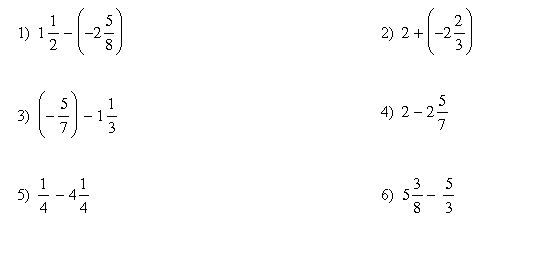 1) 1 1/2 − (−2 5/8) 2) 2 + (−2 2/3)
3) (−5/7) − 1 1/3 4) 2 − 2 5/7
5) 1/4 − 4 1/4 6) 5 3/8 − 5/3